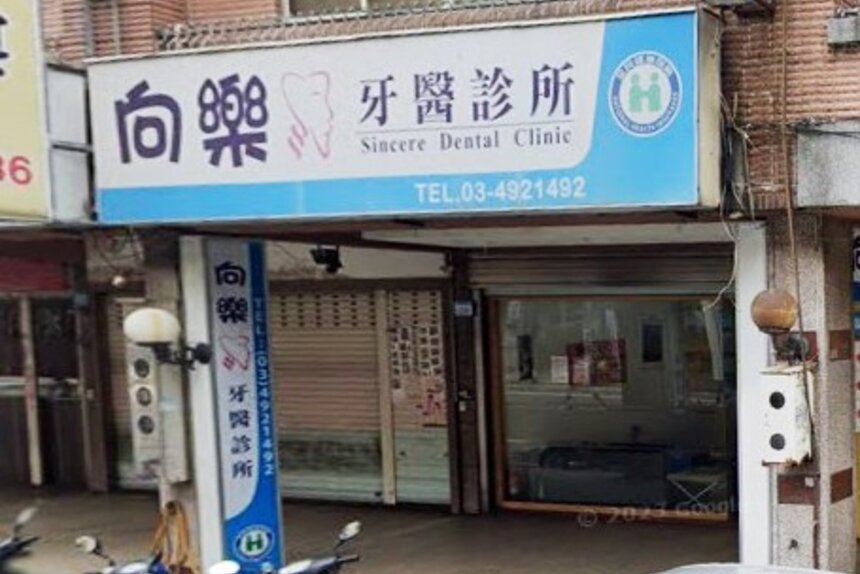 向樂 牙醫診所
Sincere Dental Clinic
TEL.03-4921492
向樂牙醫診所
TEL:(03)4921492
36
© 2023 Google